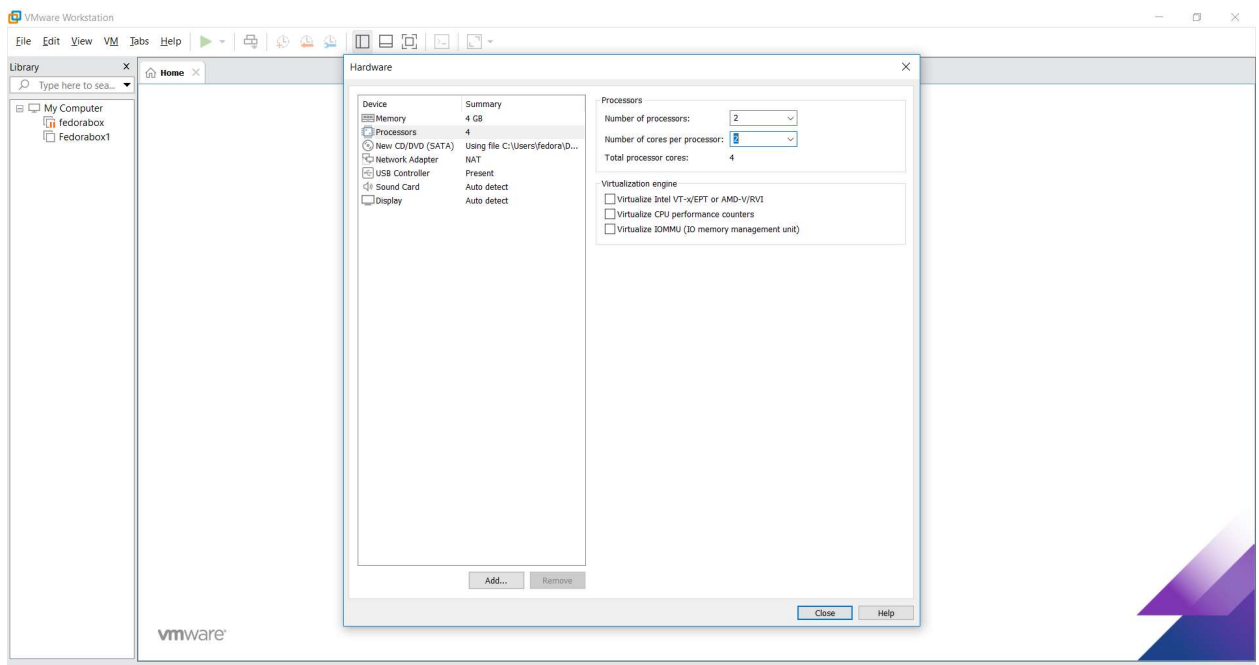 VMware Workstation
File Edit View VM Tabs Help
Library X
Type here to sea...
My Computer
fedorabox
Fedorabox1
Home
Hardware
Device Summary
Memory 4 GB
Processors 4
New CD/DVD (SATA) Using file C:\Users\fedora\D...
Network Adapter NAT
USB Controller Present
Sound Card Auto detect
Display Auto detect
Add... Remove
Processors
Number of processors: 2
Number of cores per processor: 2
Total processor cores: 4
Virtualization engine
Virtualize Intel VT-x/EPT or AMD-V/RVI
Virtualize CPU performance counters
Virtualize IOMMU (IO memory management unit)
Close Help
vmware®